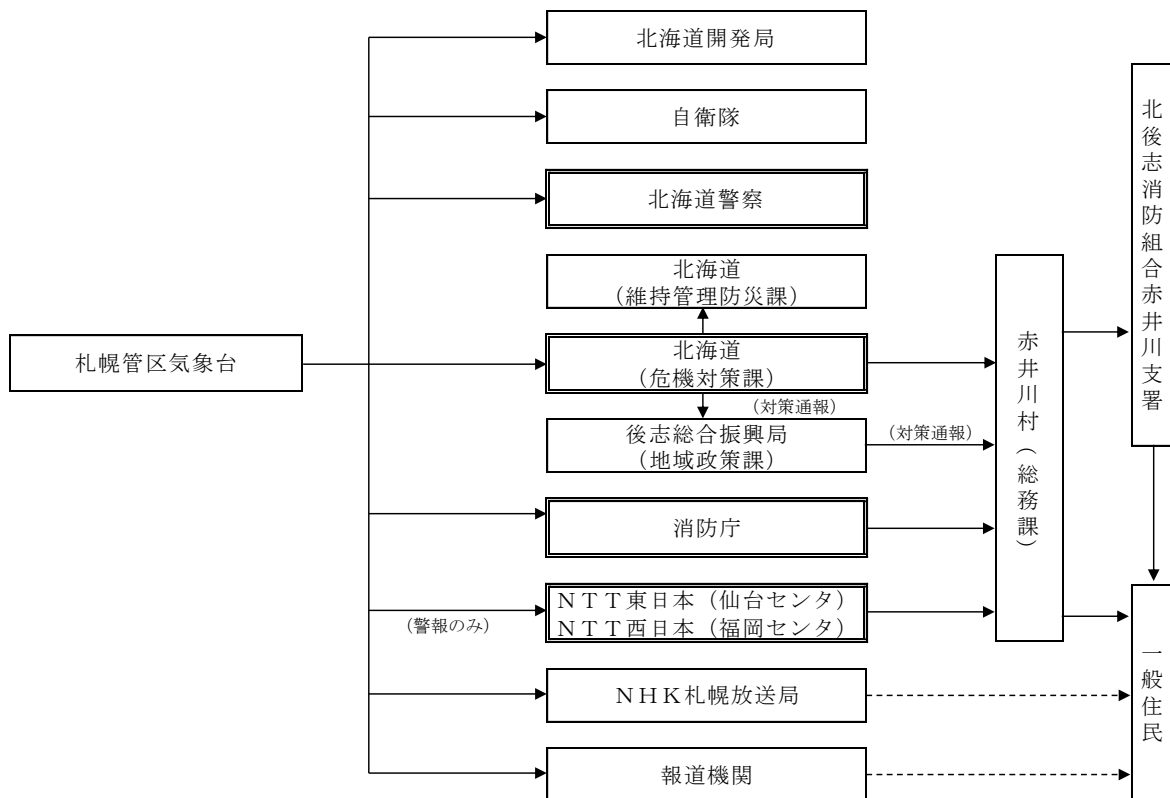 北海道開発局
自衛隊
北海道警察
北海道
(維持管理防災課)
札幌管区気象台
北海道
(危機対策課)
(対策通報)
後志総合振興局
(地域政策課)
(対策通報)
消防庁
(警報のみ)
ＮＴＴ東日本（仙台センタ）
ＮＴＴ西日本（福岡センタ）
ＮＨＫ札幌放送局
報道機関
赤井川村（総務課）
北後志消防組合赤井川支署
一般住民